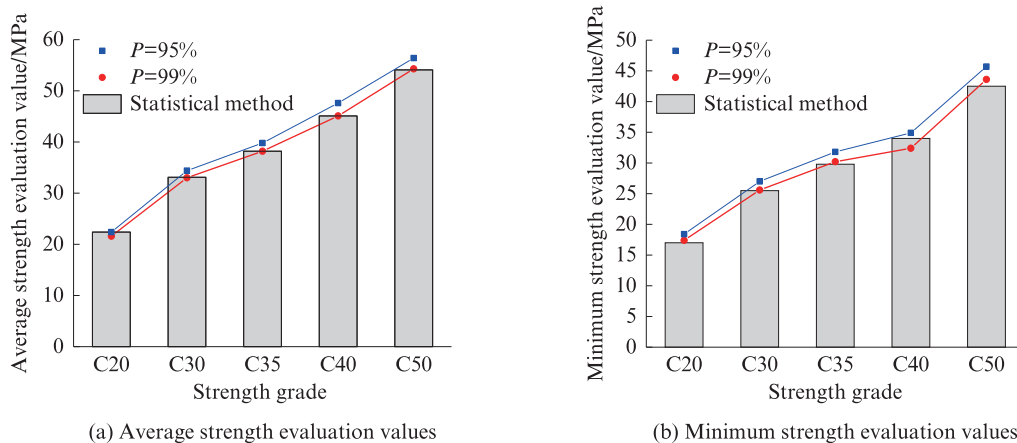 Average strength evaluation value/MPa
60
50
40
30
20
10
0
P=95%
P=99%
Statistical method
C20 C30 C35 C40 C50
Strength grade
(a) Average strength evaluation values
Minimum strength evaluation value/MPa
50
45
40
35
30
25
20
15
10
5
0
P=95%
P=99%
Statistical method
C20 C30 C35 C40 C50
Strength grade
(b) Minimum strength evaluation values